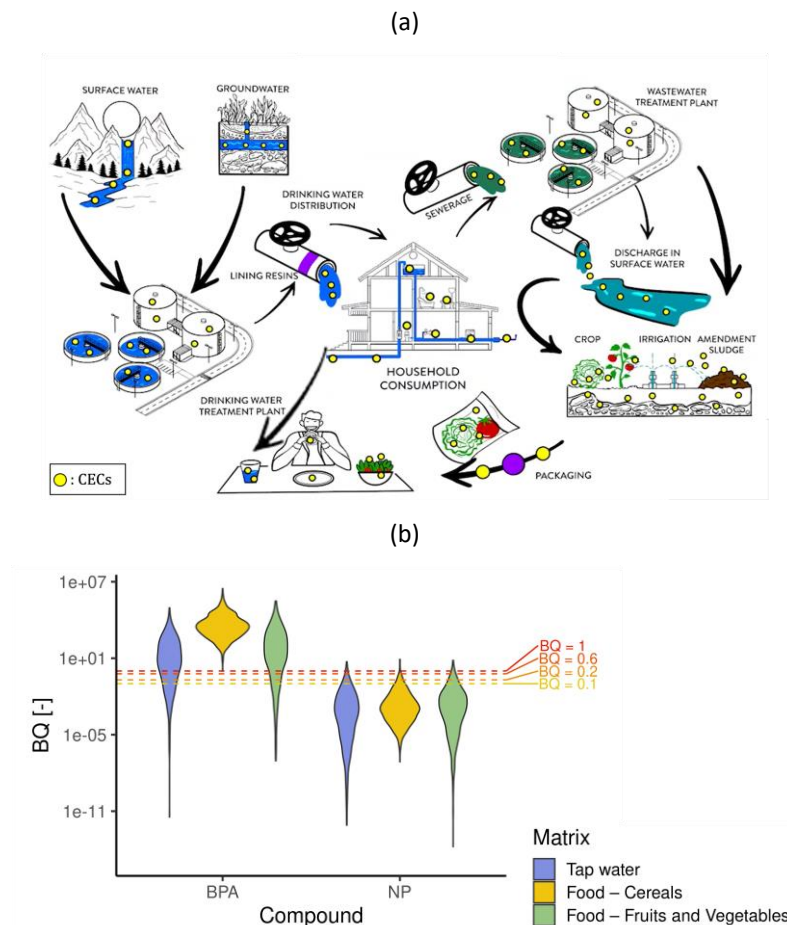 (a)
SURFACE WATER
GROUNDWATER
WASTEWATER
TREATMENT PLANT
DRINKING WATER
DISTRIBUTION
SEWERAGE
LINING RESINS
DISCHARGE IN
SURFACE WATER
CROP
IRRIGATION
AMENDMENT
SLUDGE
HOUSEHOLD
CONSUMPTION
DRINKING WATER
TREATMENT PLANT
PACKAGING
: CECs
(b)
1e+07
1e+01
1e-05
1e-11
BQ [-]
BQ = 1
BQ = 0.6
BQ = 0.2
BQ = 0.1
BPA
NP
Compound
Matrix
Tap water
Food – Cereals
Food – Fruits and Vegetables